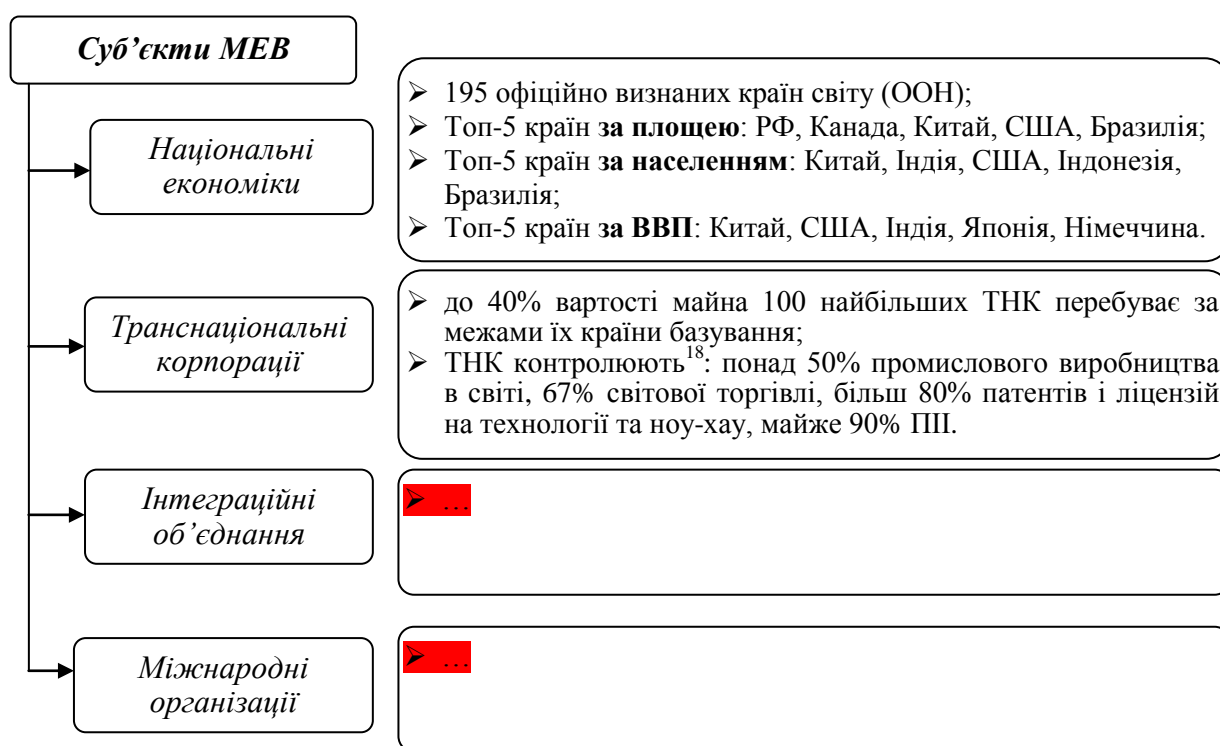 Суб’єкти МЕВ
Національні
економіки
➢ 195 офіційно визнаних країн світу (ООН);
➢ Топ-5 країн за площею: РФ, Канада, Китай, США, Бразилія;
➢ Топ-5 країн за населенням: Китай, Індія, США, Індонезія,
Бразилія;
➢ Топ-5 країн за ВВП: Китай, США, Індія, Японія, Німеччина.
Транснаціональні
корпорації
➢ до 40% вартості майна 100 найбільших ТНК перебуває за
межами їх країни базування;
➢ ТНК контролюють18: понад 50% промислового виробництва
в світі, 67% світової торгівлі, більш 80% патентів і ліцензій
на технології та ноу-хау, майже 90% ПІІ.
Інтеграційні
об’єднання
➢ …
Міжнародні
організації
➢ …